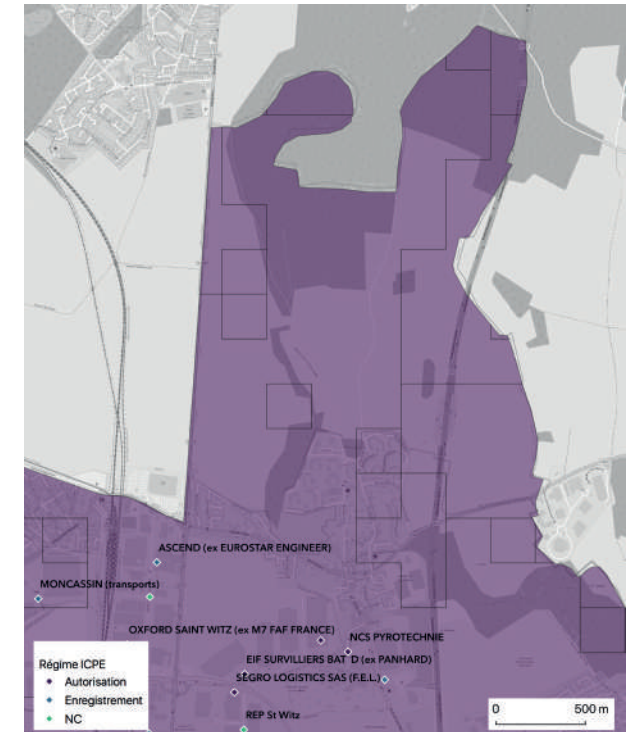 ASCEND (ex EUROSTAR ENGINEER)
MONCASSIN (transports)
OXFORD SAINT WITZ (ex M7 FAF FRANCE)
NCS PYROTECHNIE
EIF SURVILLIERS BAT D (ex PANHARD)
SEGRO LOGISTICS SAS (F.E.L.)
REP St Witz
Régime ICPE
Autorisation
Enregistrement
NC
0 500 m